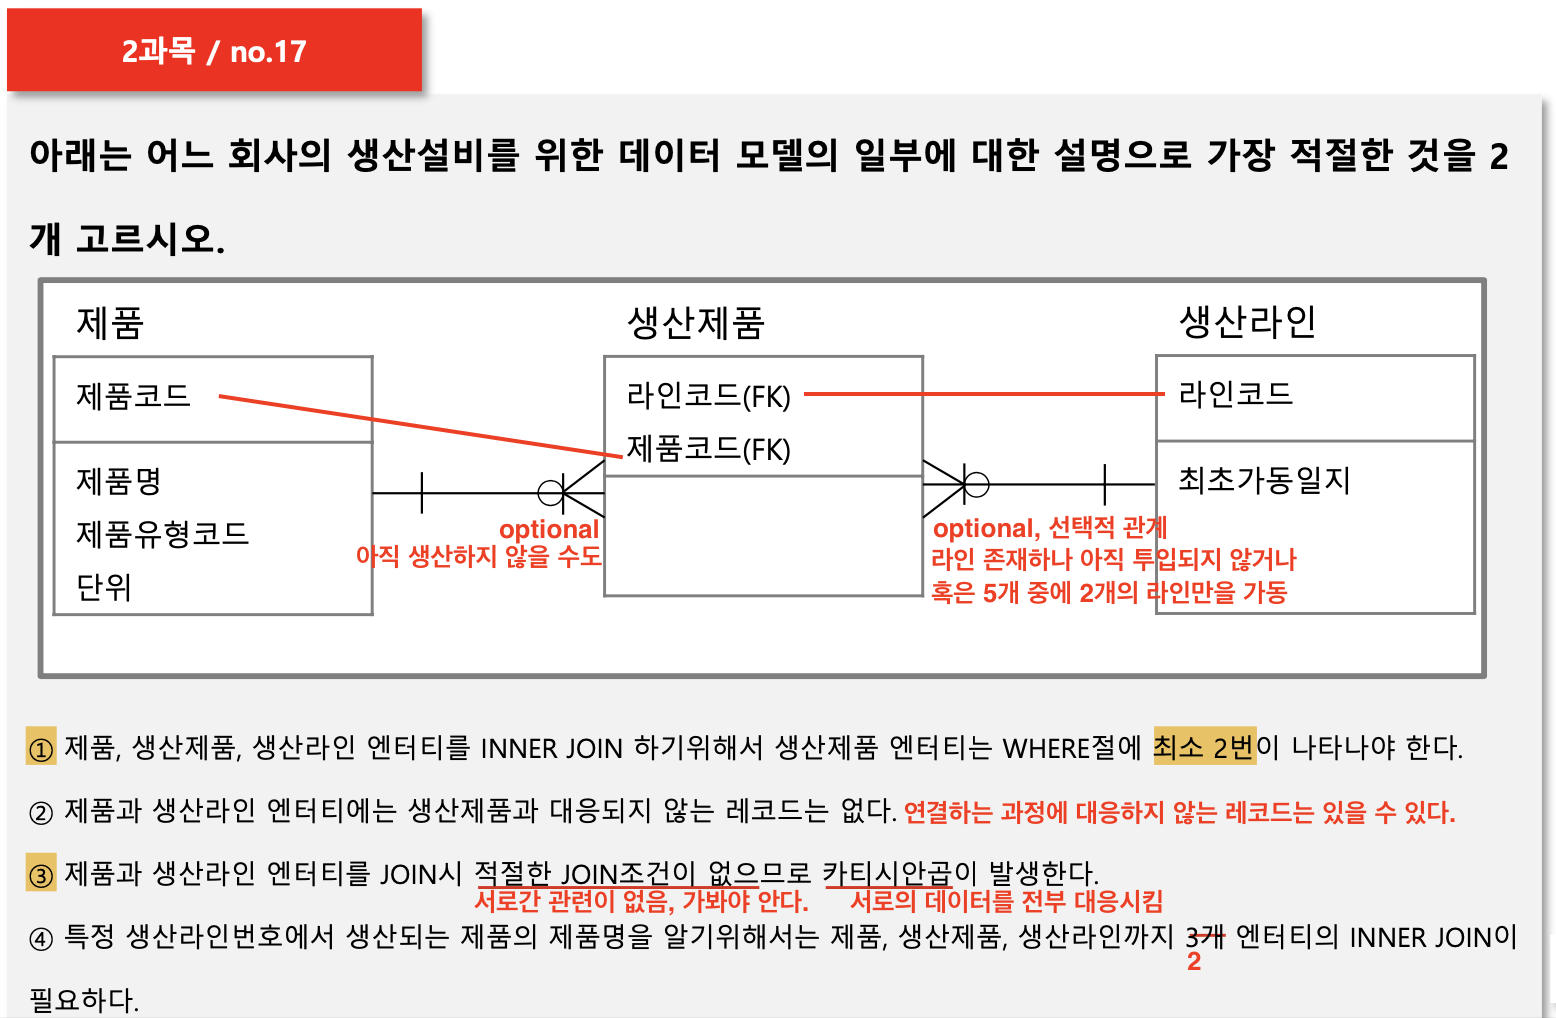 2과목 / no.17
아래는 어느 회사의 생산설비를 위한 데이터 모델의 일부에 대한 설명으로 가장 적절한 것을 2
개 고르시오.
제품
생산제품
생산라인
제품코드
라인코드(FK)
라인코드
제품코드(FK)
제품명
최초가동일지
제품유형코드
단위
optional
아직 생산하지 않을 수도
optional, 선택적 관계
라인 존재하나 아직 투입되지 않거나
혹은 5개 중에 2개의 라인만을 가동
① 제품, 생산제품, 생산라인 엔터티를 INNER JOIN 하기위해서 생산제품 엔터티는 WHERE절에 최소 2번이 나타나야 한다.
② 제품과 생산라인 엔터티에는 생산제품과 대응되지 않는 레코드는 없다. 연결하는 과정에 대응하지 않는 레코드는 있을 수 있다.
③ 제품과 생산라인 엔터티를 JOIN시 적절한 JOIN조건이 없으므로 카티시안곱이 발생한다.
서로간 관련이 없음, 가봐야 안다. 서로의 데이터를 전부 대응시킴
④ 특정 생산라인번호에서 생산되는 제품의 제품명을 알기위해서는 제품, 생산제품, 생산라인까지 3개 엔터티의 INNER JOIN이
2
필요하다.